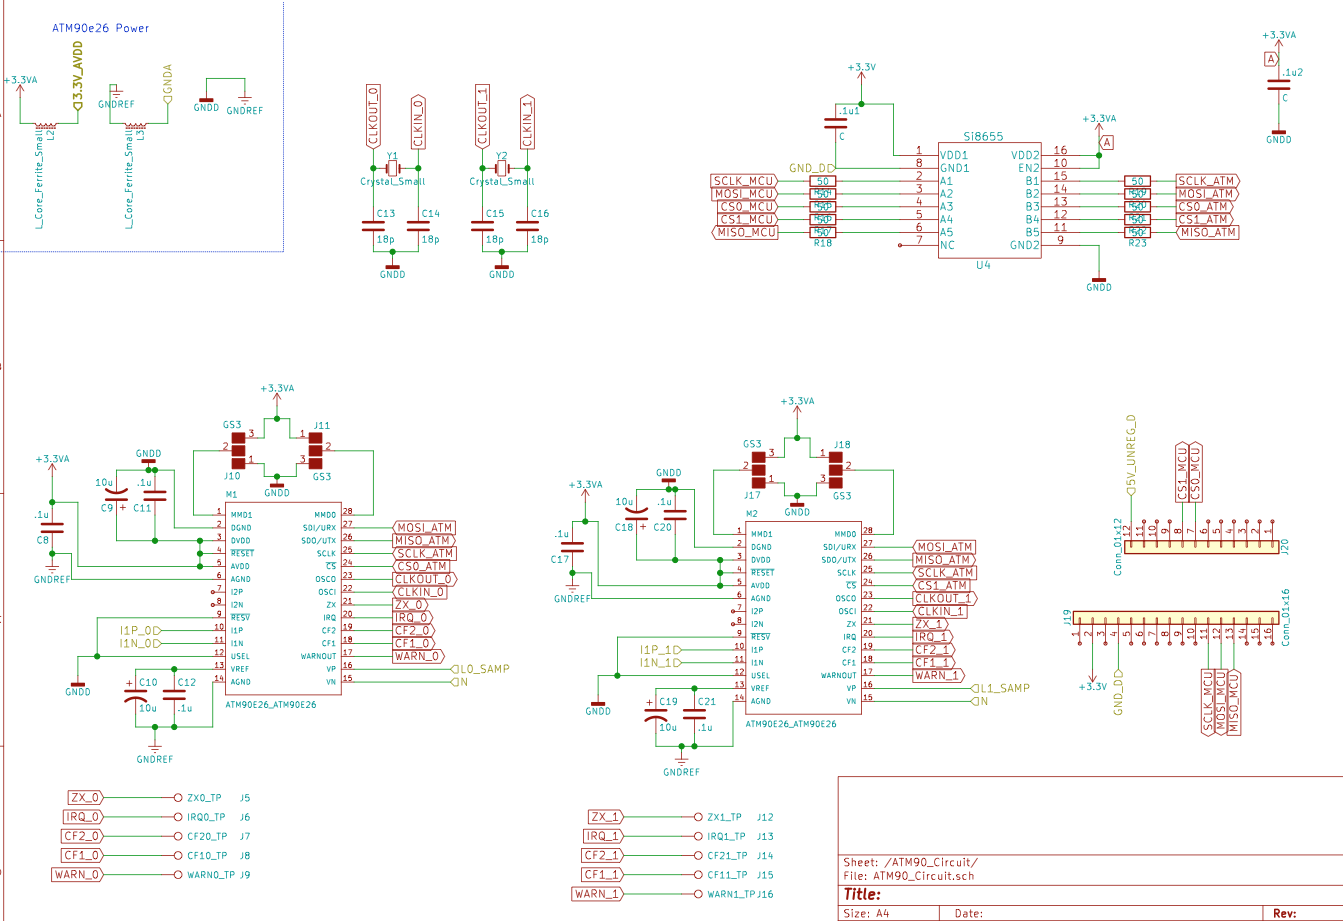 ATM90e26 Power
+3.3VA
3.3V_AVDD
L2
L_Core_Ferrite_Small
GNDREF
GNDA
L3
L_Core_Ferrite_Small
GNDD
GNDREF
CLKOUT_0
CLKIN_0
Y1
Crystal_Small
C13
18p
C14
18p
GNDD
CLKOUT_1
CLKIN_1
Y2
Crystal_Small
C15
18p
C16
18p
GNDD
+3.3V
.1u1
C
GND_D
Si8655
1 VDD1 VDD2 16
8 GND1 EN2 10
SCLK_MCU 50 2 A1 B1 15 50 SCLK_ATM
MOSI_MCU 3 A2 B2 14 MOSI_ATM
CS0_MCU 50 4 A3 B3 13 50 CS0_ATM
CS1_MCU 5 A4 B4 12 CS1_ATM
MISO_MCU 50 6 A5 B5 11 50 MISO_ATM
R18
R23
7 NC GND2 9
U4
+3.3VA
A
GNDD
+3.3VA
A
.1u2
C
GNDD
+3.3VA
GS3 J11
3 1
2 2
1 3
J10 GS3
GNDD
+3.3VA
.1u
C8
GNDREF
GNDD
10u
C9
.1u
C11
M1
1 MMD1 MMD0 28
2 DGND SDI/URX 27 MOSI_ATM
3 DVDD SDO/UTX 26 MISO_ATM
4 RESET SCLK 25 SCLK_ATM
5 AVDD CS 24 CS0_ATM
6 AGND OSCO 23 CLKOUT_0
7 I2P OSCI 22 CLKIN_0
8 I2N ZX 21 ZX_0
9 RESV IRQ 20 IRQ_0
I1P_0 10 I1P CF2 19 CF2_0
I1N_0 11 I1N CF1 18 CF1_0
12 USEL WARNOUT 17 WARN_0
13 VREF VP 16 L0_SAMP
14 AGND VN 15 N
ATM90E26_ATM90E26
GNDD
C10
10u
C12
.1u
GNDREF
+3.3VA
GS3 J18
3 1
2 2
1 3
J17 GS3
GNDD
+3.3VA
.1u
C17
GNDREF
GNDD
10u
C18
.1u
C20
M2
1 MMD1 MMD0 28
2 DGND SDI/URX 27 MOSI_ATM
3 DVDD SDO/UTX 26 MISO_ATM
4 RESET SCLK 25 SCLK_ATM
5 AVDD CS 24 CS1_ATM
6 AGND OSCO 23 CLKOUT_1
7 I2P OSCI 22 CLKIN_1
8 I2N ZX 21 ZX_1
9 RESV IRQ 20 IRQ_1
I1P_1 10 I1P CF2 19 CF2_1
I1N_1 11 I1N CF1 18 CF1_1
12 USEL WARNOUT 17 WARN_1
13 VREF VP 16 L1_SAMP
14 AGND VN 15 N
ATM90E26_ATM90E26
GNDD
C19
10u
C21
.1u
GNDREF
5V_UNREG_D
CS1_MCU
CS0_MCU
12 11 10 9 8 7 6 5 4 3 2 1
Conn_01x12
J20
J19
Conn_01x16
1 2 3 4 5 6 7 8 9 10 11 12 13 14 15 16
+3.3V
GND_D
SCLK_MCU
MOSI_MCU
MISO_MCU
ZX_0 ZX0_TP J5
IRQ_0 IRQ0_TP J6
CF2_0 CF20_TP J7
CF1_0 CF10_TP J8
WARN_0 WARN0_TP J9
ZX_1 ZX1_TP J12
IRQ_1 IRQ1_TP J13
CF2_1 CF21_TP J14
CF1_1 CF11_TP J15
WARN_1 WARN1_TP J16
Sheet: /ATM90_Circuit/
File: ATM90_Circuit.sch
Title:
Size: A4 Date: Rev: